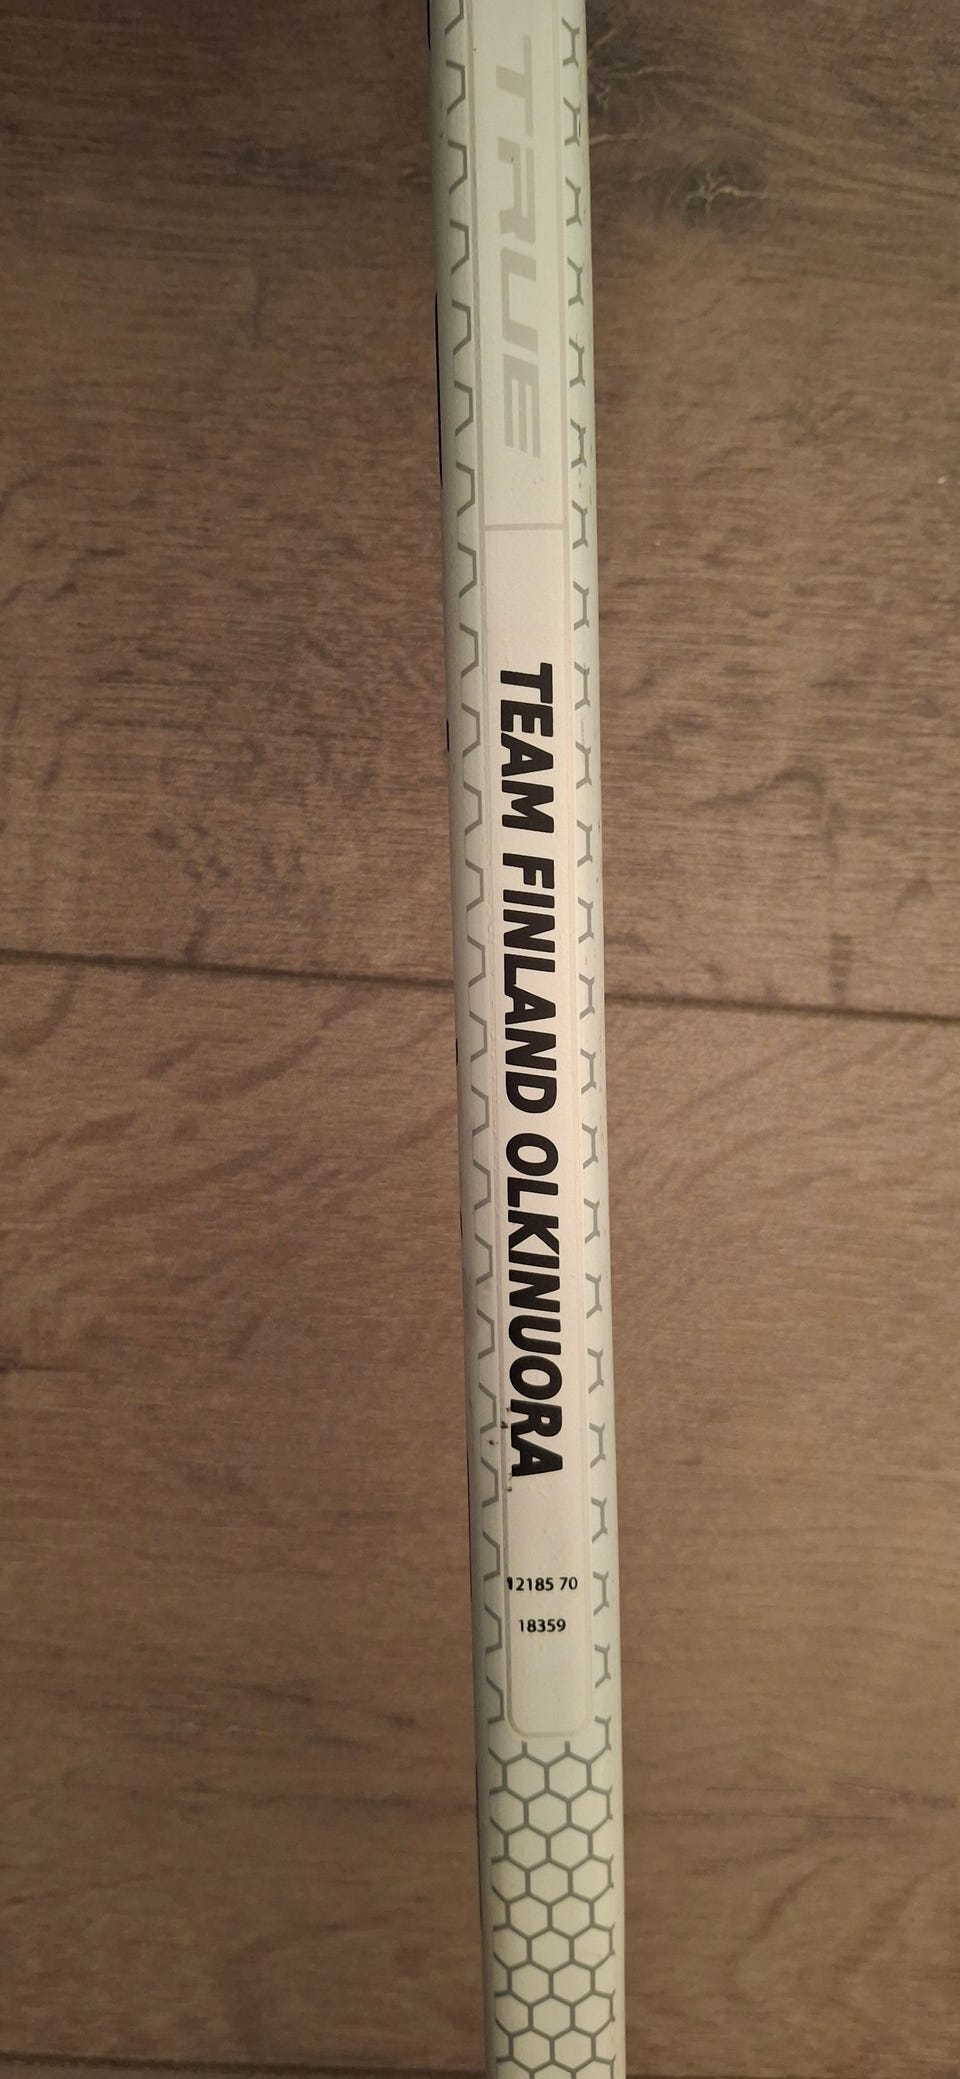 TRUE
TEAM FINLAND OLKINUORA
12185 70
18359